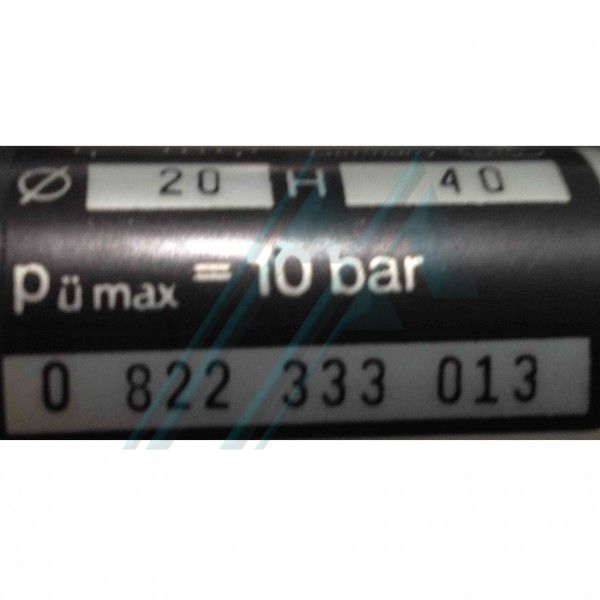 Ø 20 H 40
pü max = 10 bar
0 822 333 013